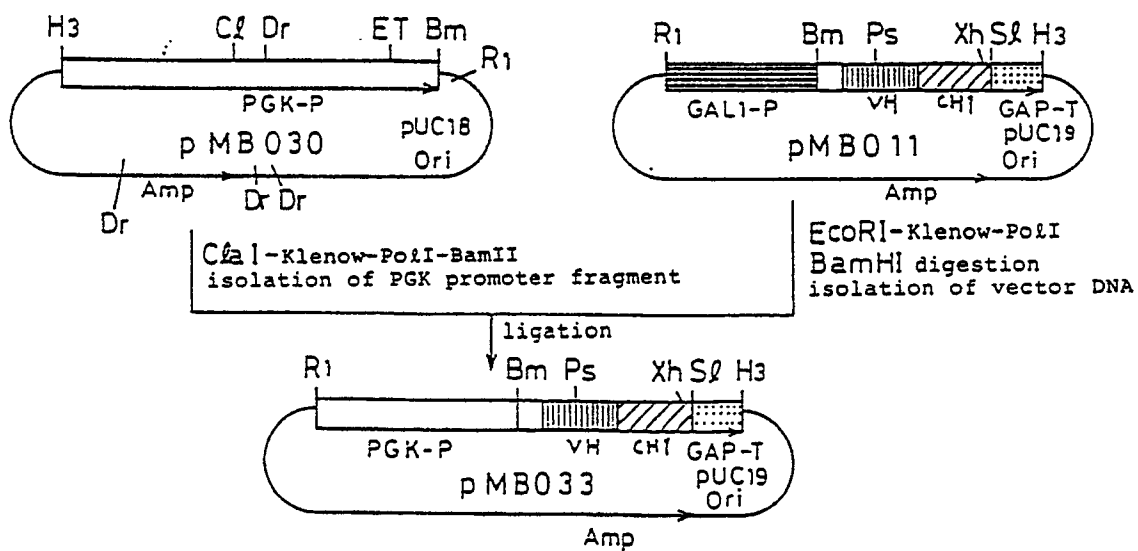 H3 Cl Dr ET Bm R1
PGK-P
pMB030
pUC18
Ori
Amp
Dr Dr Dr
R1 Bm Ps Xh Sl H3
GAL1-P VH CH1 GAP-T
pMB011
pUC19
Ori
Amp
ClaI-Klenow-PolI-BamII
isolation of PGK promoter fragment
EcoRI-Klenow-PolI
BamHI digestion
isolation of vector DNA
ligation
R1 Bm Ps Xh Sl H3
PGK-P VH CH1 GAP-T
pMB033
pUC19
Ori
Amp